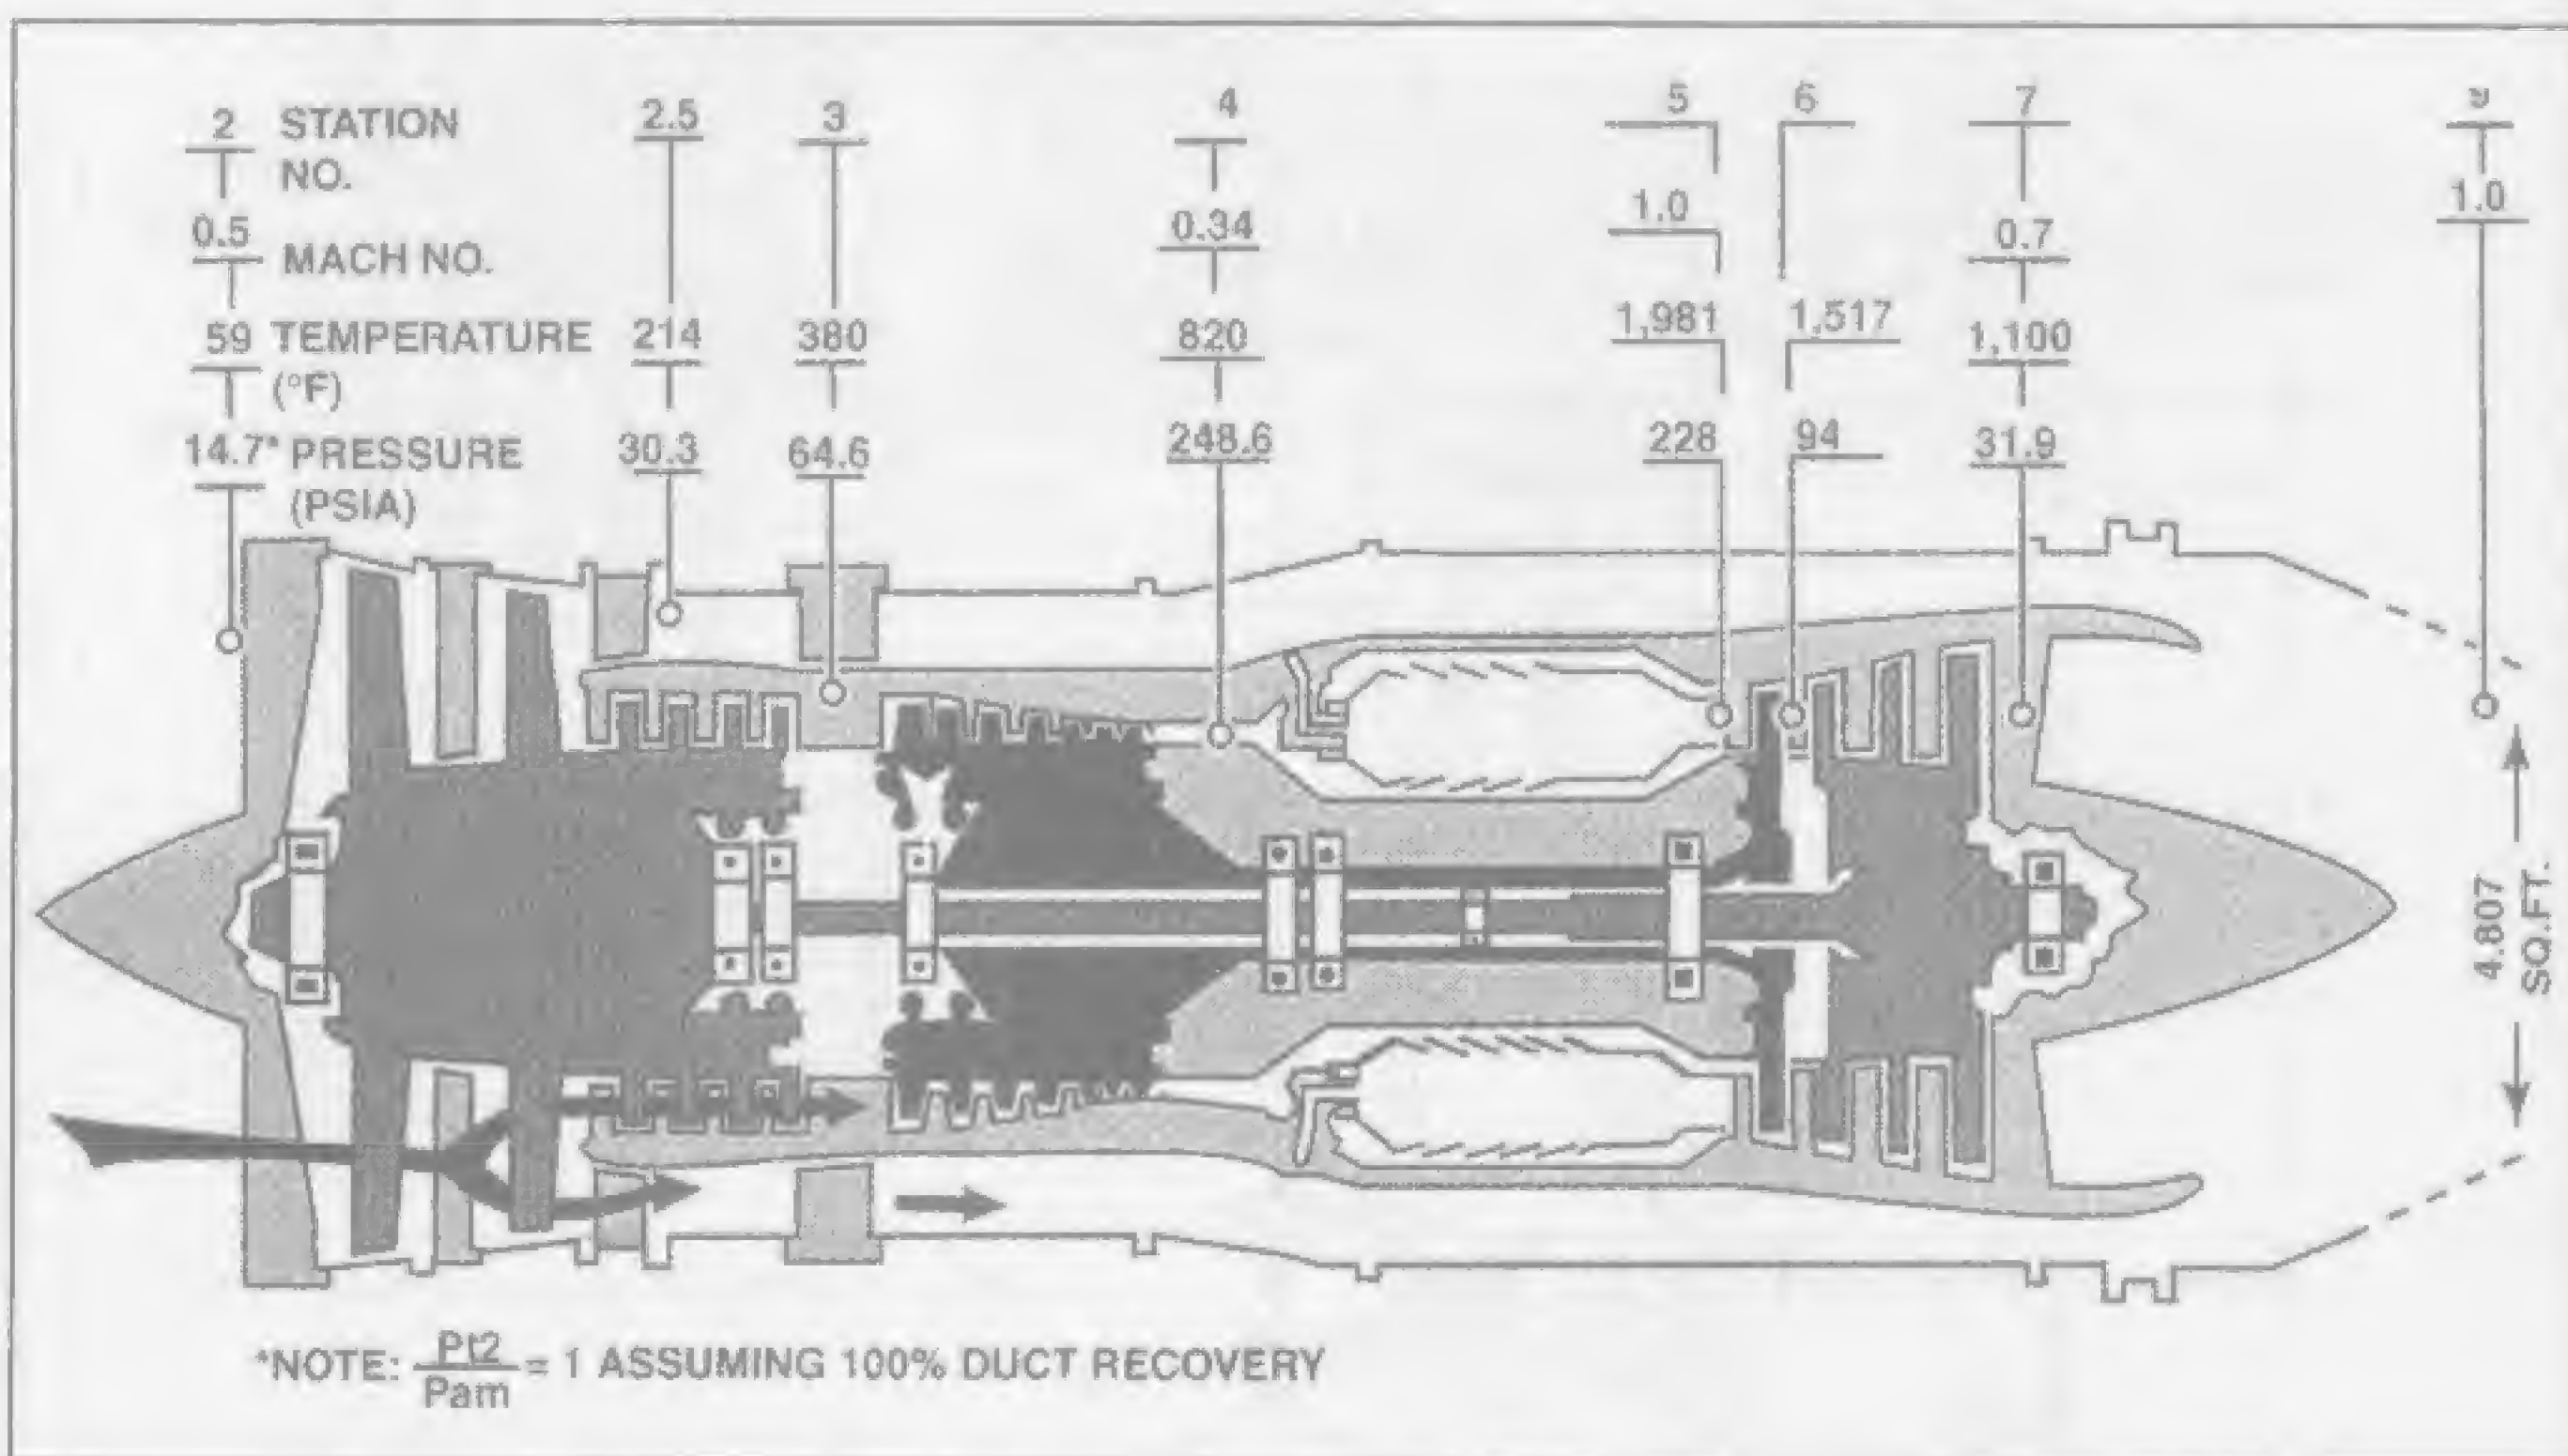 2 STATION NO. 2.5 3 4 5 6 7 9
0.5 MACH NO. 0.34 1.0 0.7 1.0
59 TEMPERATURE (°F) 214 380 820 1,981 1,517 1,100
14.7* PRESSURE (PSIA) 30.3 64.6 248.6 228 94 31.9
4.807 SQ.FT.
*NOTE: Pt2/Pam = 1 ASSUMING 100% DUCT RECOVERY